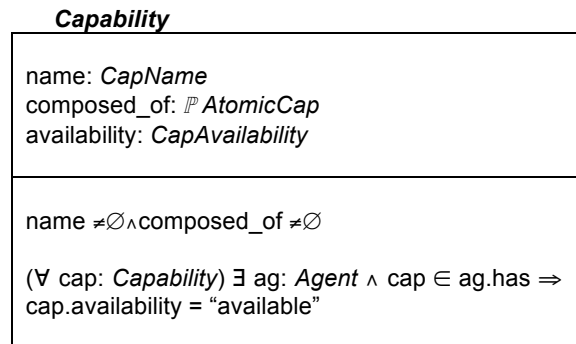 Capability
name: CapName
composed_of: ℙ AtomicCap
availability: CapAvailability
name ≠∅∧composed_of ≠∅
(∀ cap: Capability) ∃ ag: Agent ∧ cap ∈ ag.has ⇒
cap.availability = “available”